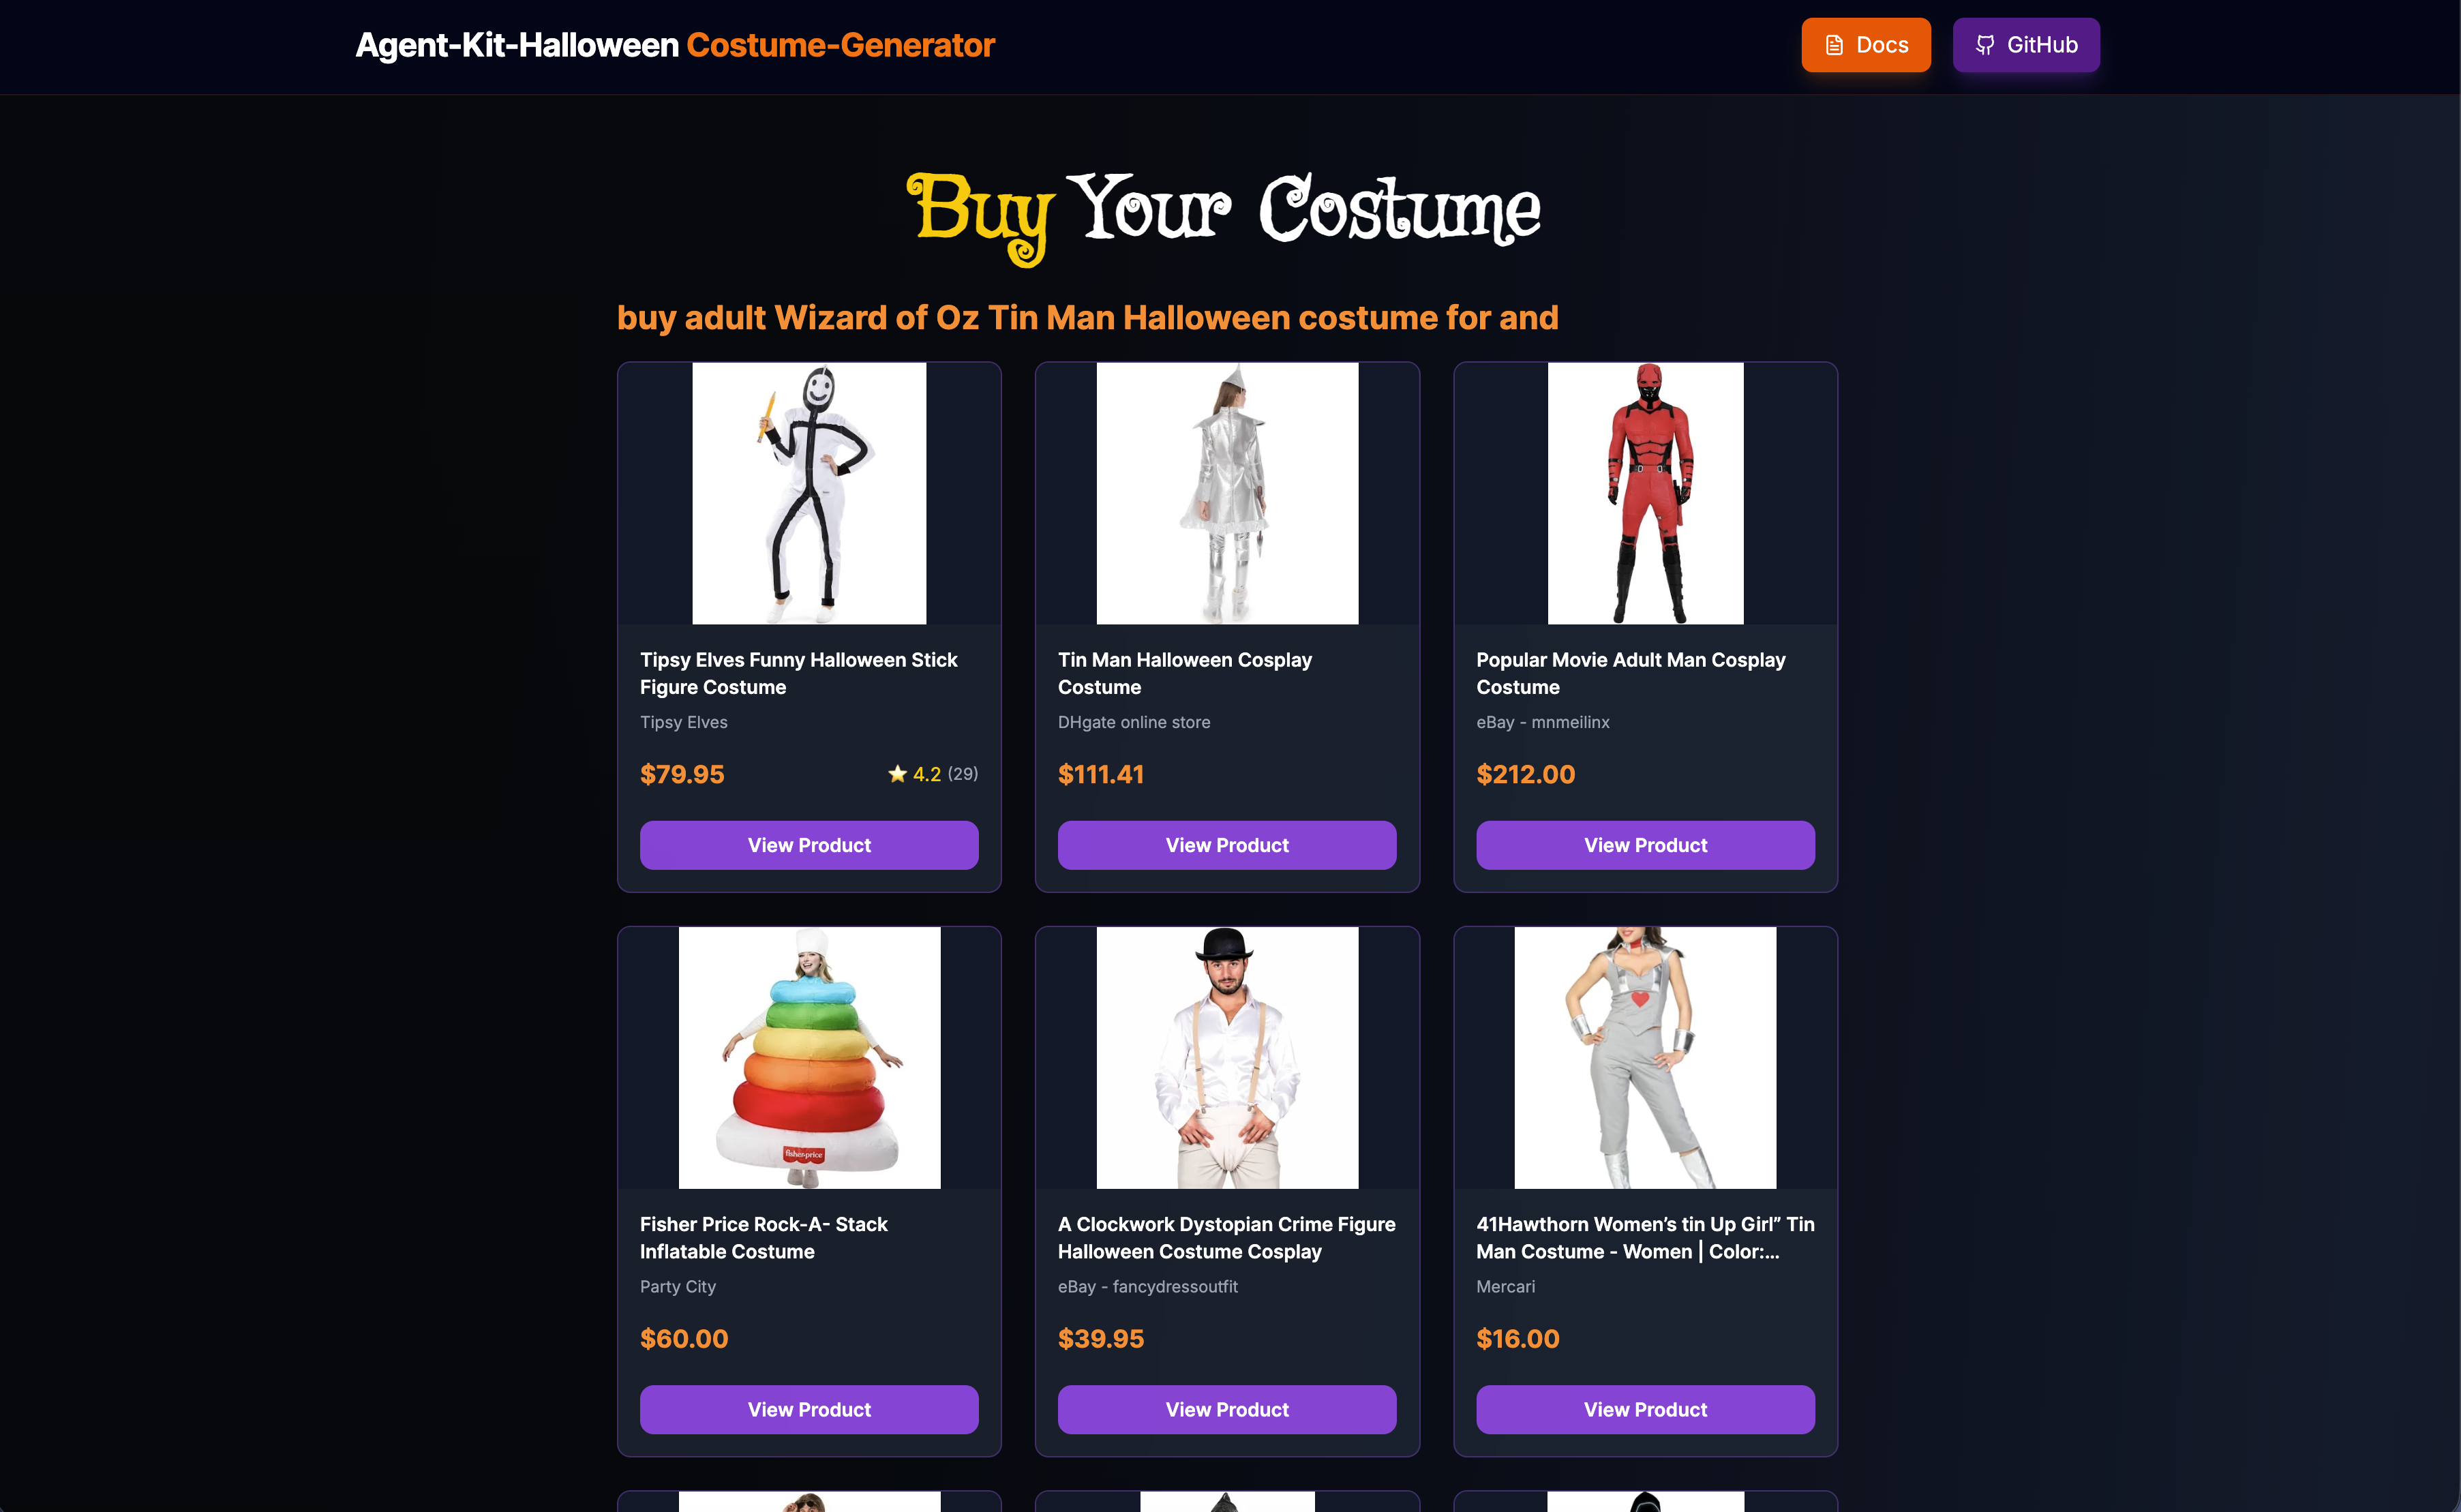 Agent-Kit-Halloween Costume-Generator
Docs
GitHub
Buy Your Costume
buy adult Wizard of Oz Tin Man Halloween costume for and
Tipsy Elves Funny Halloween Stick
Figure Costume
Tipsy Elves
$79.95
4.2 (29)
View Product
Tin Man Halloween Cosplay
Costume
DHgate online store
$111.41
View Product
Popular Movie Adult Man Cosplay
Costume
eBay - mnmeilinx
$212.00
View Product
fisher-price
Fisher Price Rock-A- Stack
Inflatable Costume
Party City
$60.00
View Product
A Clockwork Dystopian Crime Figure
Halloween Costume Cosplay
eBay - fancydressoutfit
$39.95
View Product
41Hawthorn Women’s tin Up Girl” Tin
Man Costume - Women | Color:...
Mercari
$16.00
View Product